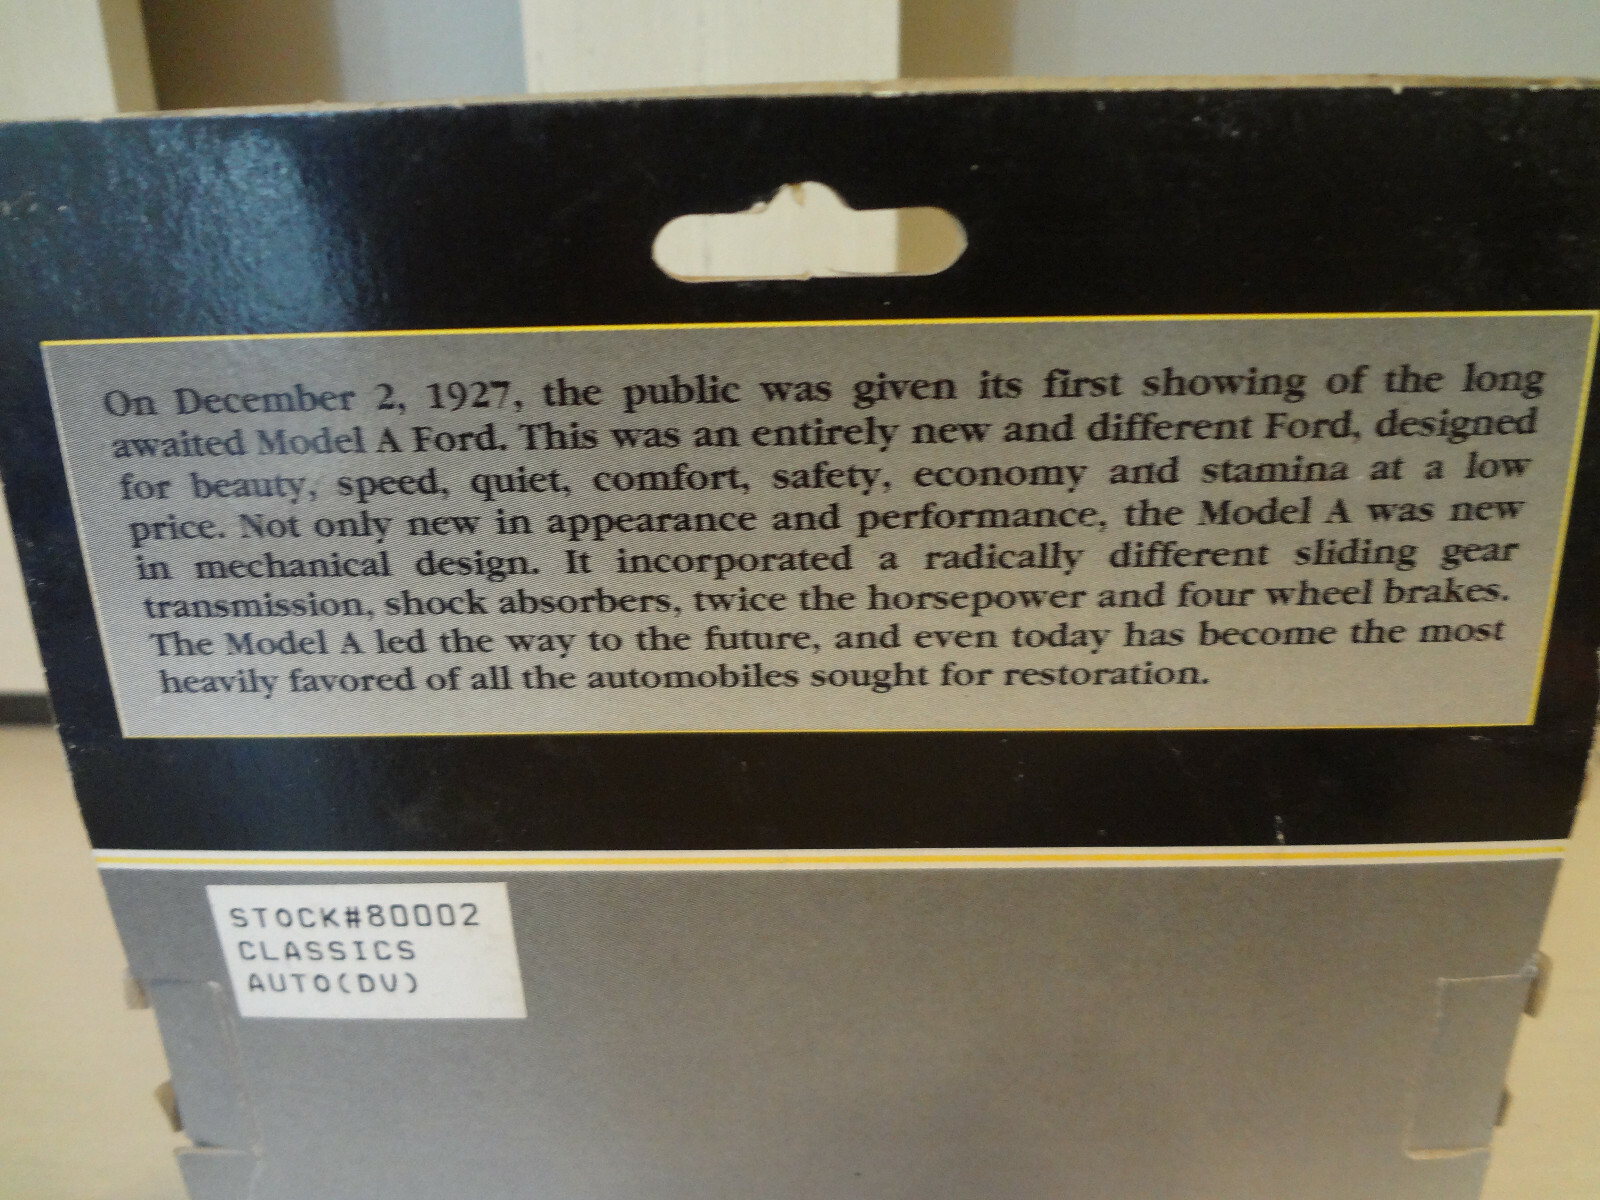 On December 2, 1927, the public was given its first showing of the long
awaited Model A Ford. This was an entirely new and different Ford, designed
for beauty, speed, quiet, comfort, safety, economy and stamina at a low
price. Not only new in appearance and performance, the Model A was new
in mechanical design. It incorporated a radically different sliding gear
transmission, shock absorbers, twice the horsepower and four wheel brakes.
The Model A led the way to the future, and even today has become the most
heavily favored of all the automobiles sought for restoration.
STOCK#80002
CLASSICS
AUTO(DV)